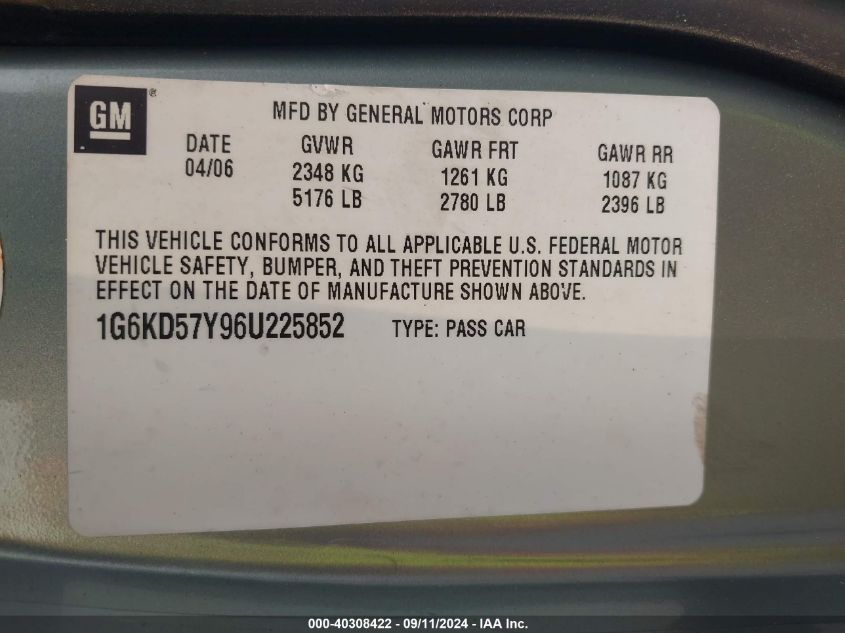 GM ®
MFD BY GENERAL MOTORS CORP
DATE GVWR GAWR FRT GAWR RR
04/06 2348 KG 1261 KG 1087 KG
5176 LB 2780 LB 2396 LB
THIS VEHICLE CONFORMS TO ALL APPLICABLE U.S. FEDERAL MOTOR
VEHICLE SAFETY, BUMPER, AND THEFT PREVENTION STANDARDS IN
EFFECT ON THE DATE OF MANUFACTURE SHOWN ABOVE.
1G6KD57Y96U225852 TYPE: PASS CAR
000-40308422 - 09/11/2024 - IAA Inc.